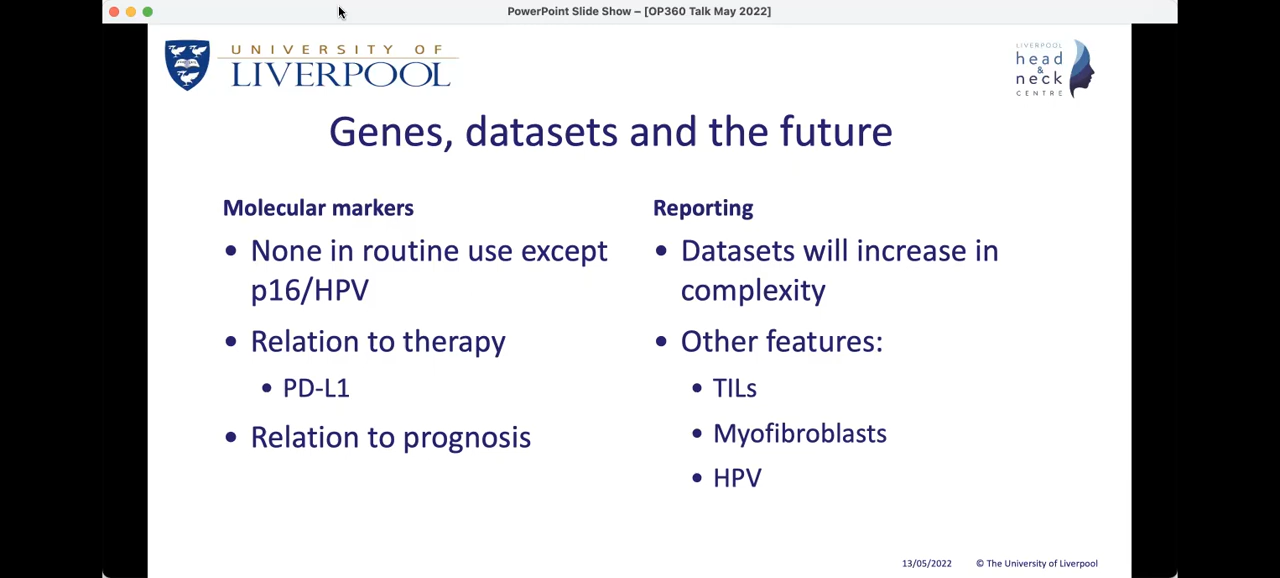 PowerPoint Slide Show – [OP360 Talk May 2022]
UNIVERSITY OF
LIVERPOOL
LIVERPOOL
head
&
neck
CENTRE
Genes, datasets and the future
Molecular markers
• None in routine use except
p16/HPV
• Relation to therapy
• PD-L1
• Relation to prognosis
Reporting
• Datasets will increase in
complexity
• Other features:
• TILs
• Myofibroblasts
• HPV
13/05/2022
© The University of Liverpool